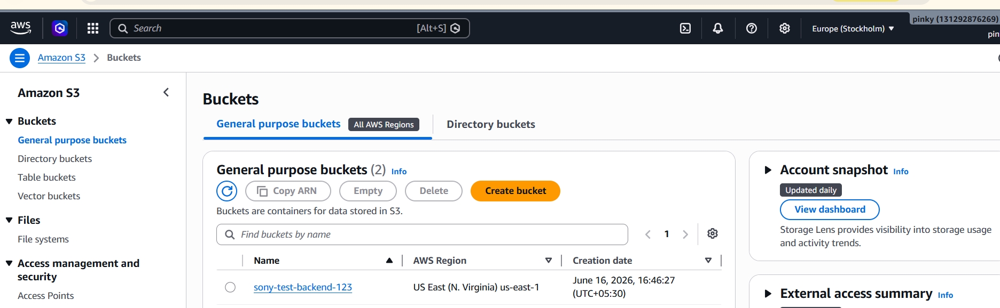 aws
Search [Alt+S]
Europe (Stockholm)
pinky (131292876269)
pin
Amazon S3 Buckets
Amazon S3
Buckets
General purpose buckets
Directory buckets
Table buckets
Vector buckets
Files
File systems
Access management and
security
Access Points
Buckets
General purpose buckets All AWS Regions Directory buckets
General purpose buckets (2) Info
Copy ARN Empty Delete Create bucket
Buckets are containers for data stored in S3.
Find buckets by name
1
Name AWS Region Creation date
sony-test-backend-123 US East (N. Virginia) us-east-1 June 16, 2026, 16:46:27
(UTC+05:30)
Account snapshot Info
Updated daily
View dashboard
Storage Lens provides visibility into storage usage
and activity trends.
External access summary Info